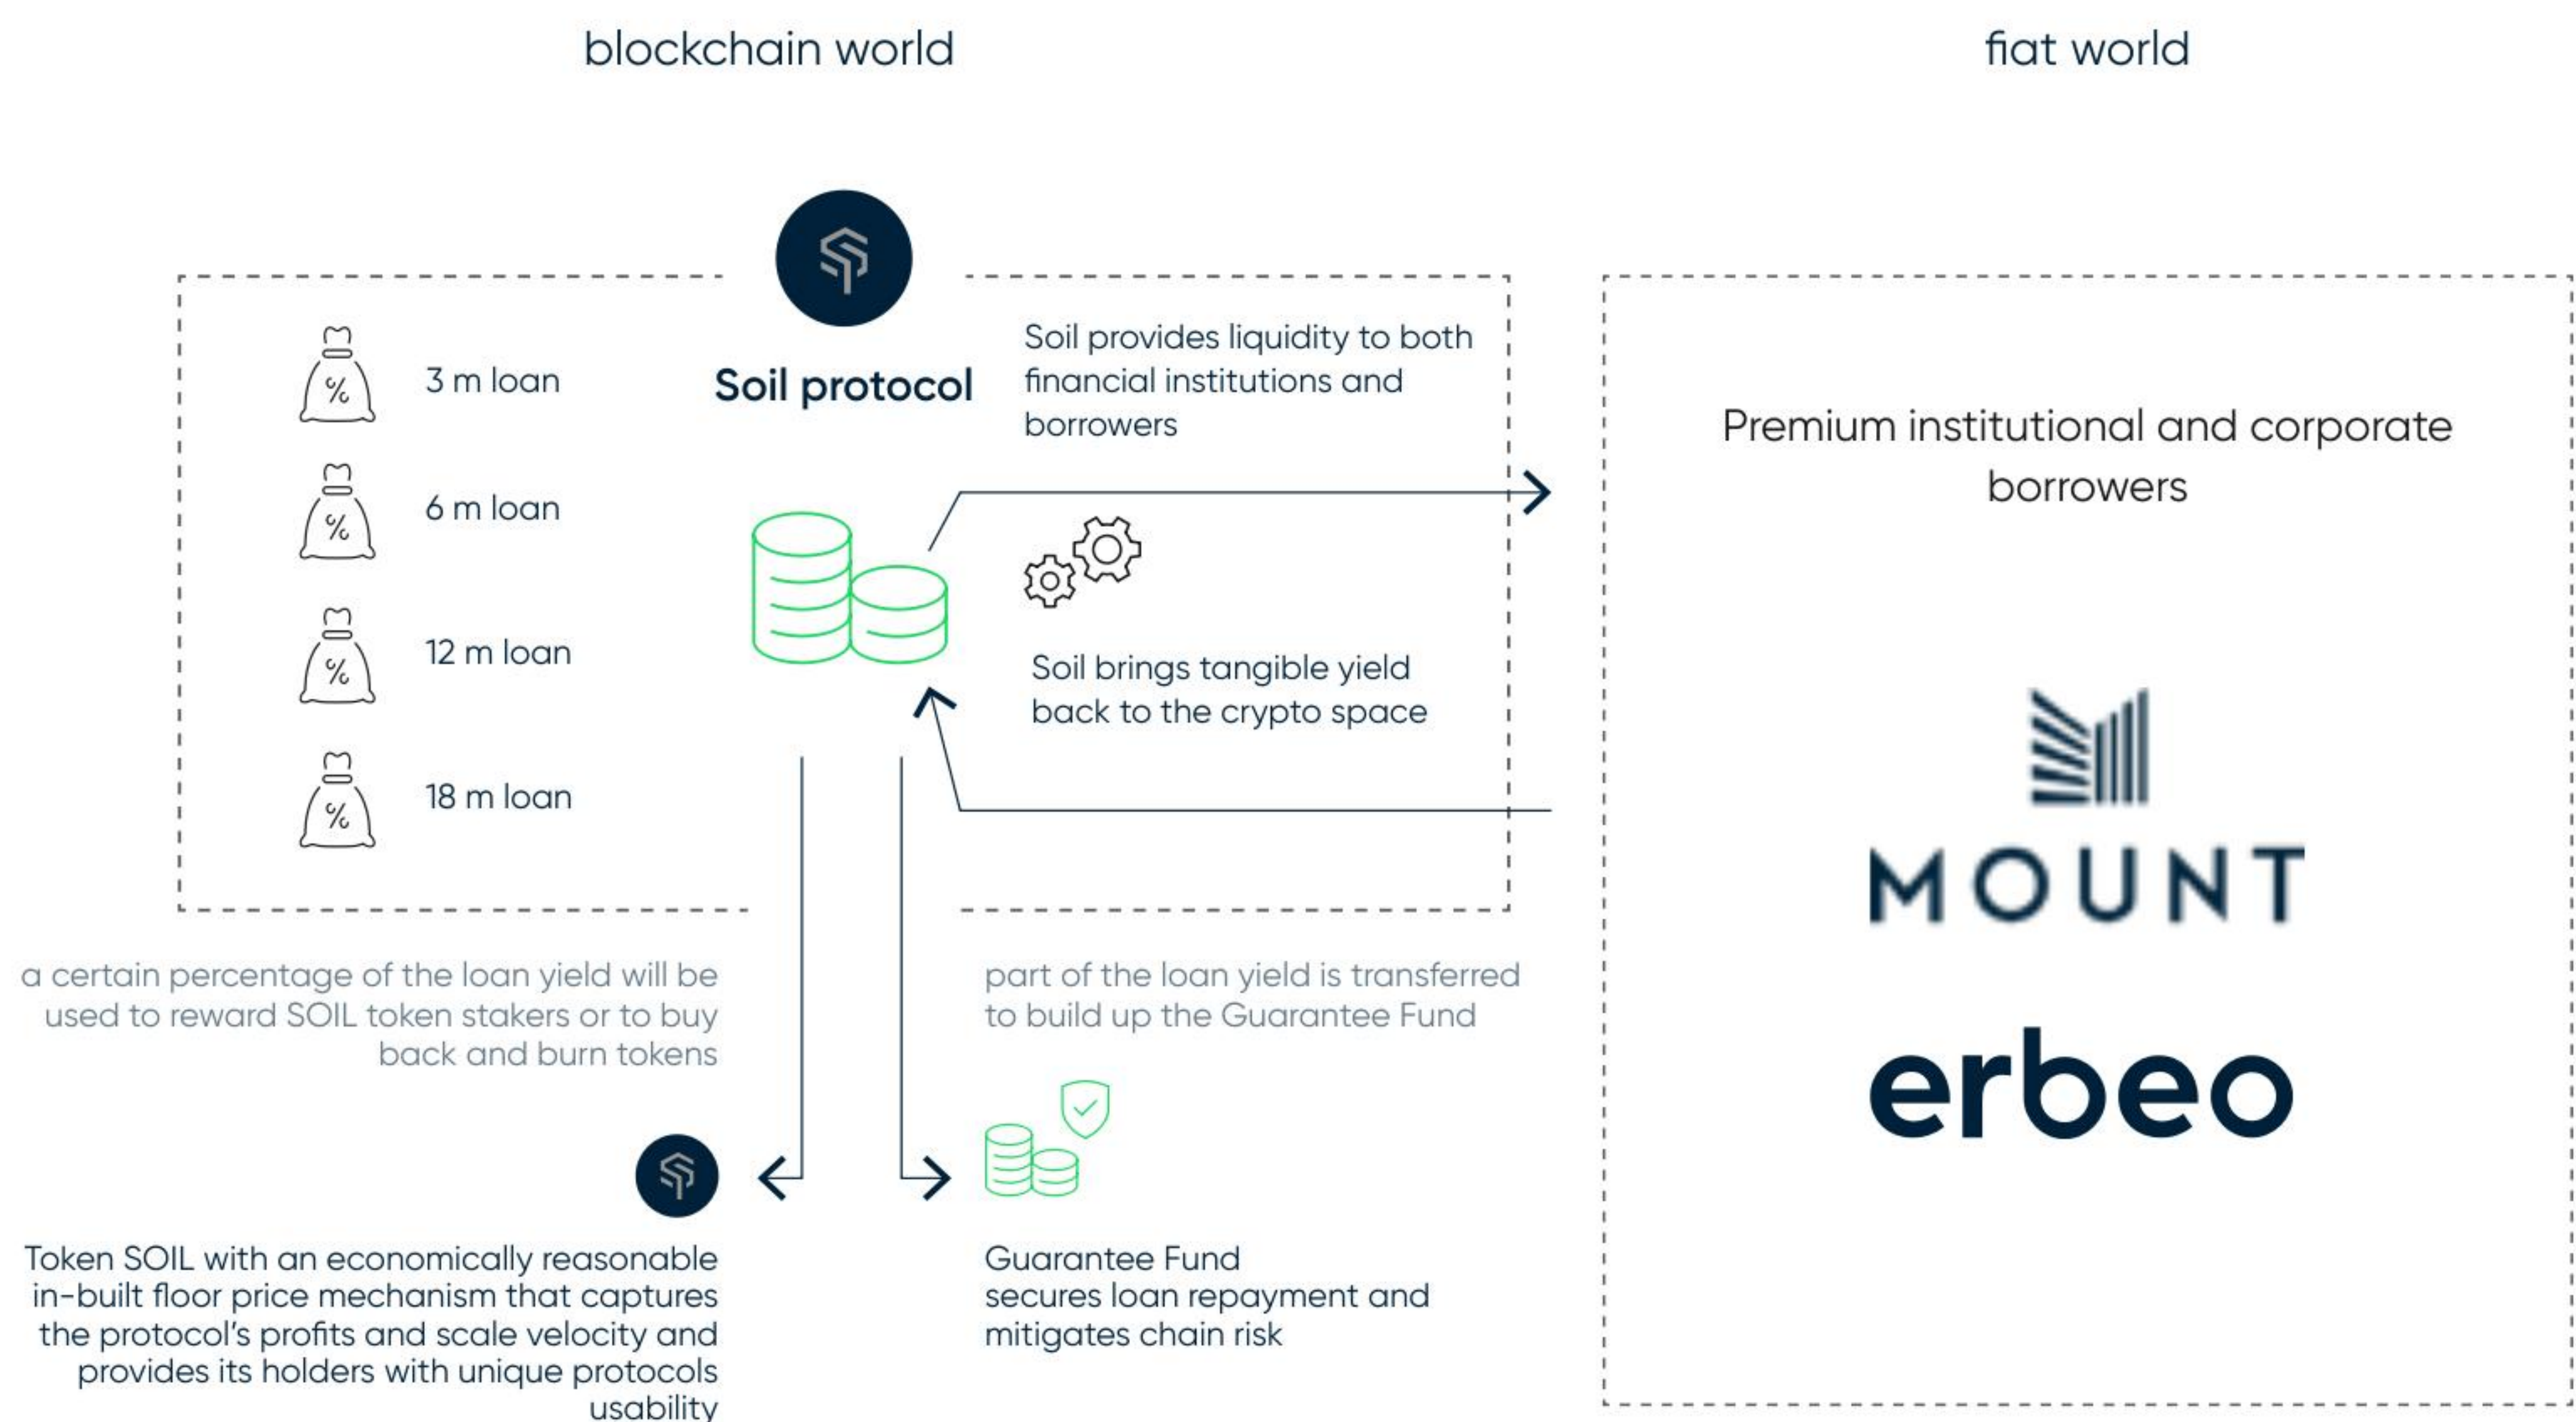 blockchain world
fiat world
3 m loan
6 m loan
12 m loan
18 m loan
Soil protocol
Soil provides liquidity to both
financial institutions and
borrowers
Soil brings tangible yield
back to the crypto space
Premium institutional and corporate
borrowers
MOUNT
erbeo
a certain percentage of the loan yield will be
used to reward SOIL token stakers or to buy
back and burn tokens
part of the loan yield is transferred
to build up the Guarantee Fund
Token SOIL with an economically reasonable
in-built floor price mechanism that captures
the protocol's profits and scale velocity and
provides its holders with unique protocols
usability
Guarantee Fund
secures loan repayment and
mitigates chain risk